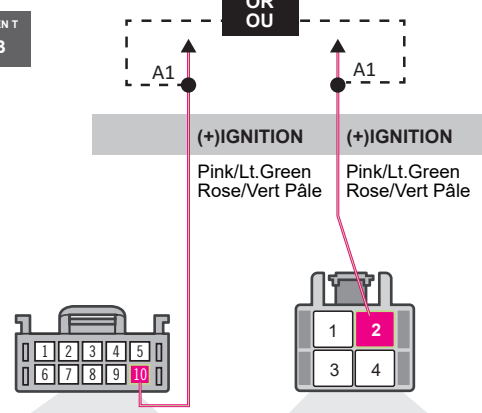 OR
OU
B
A1
A1
(+)IGNITION
(+)IGNITION
Pink/Lt.Green
Rose/Vert Pâle
Pink/Lt.Green
Rose/Vert Pâle
1 2 3 4 5
6 7 8 9 10
1 2
3 4